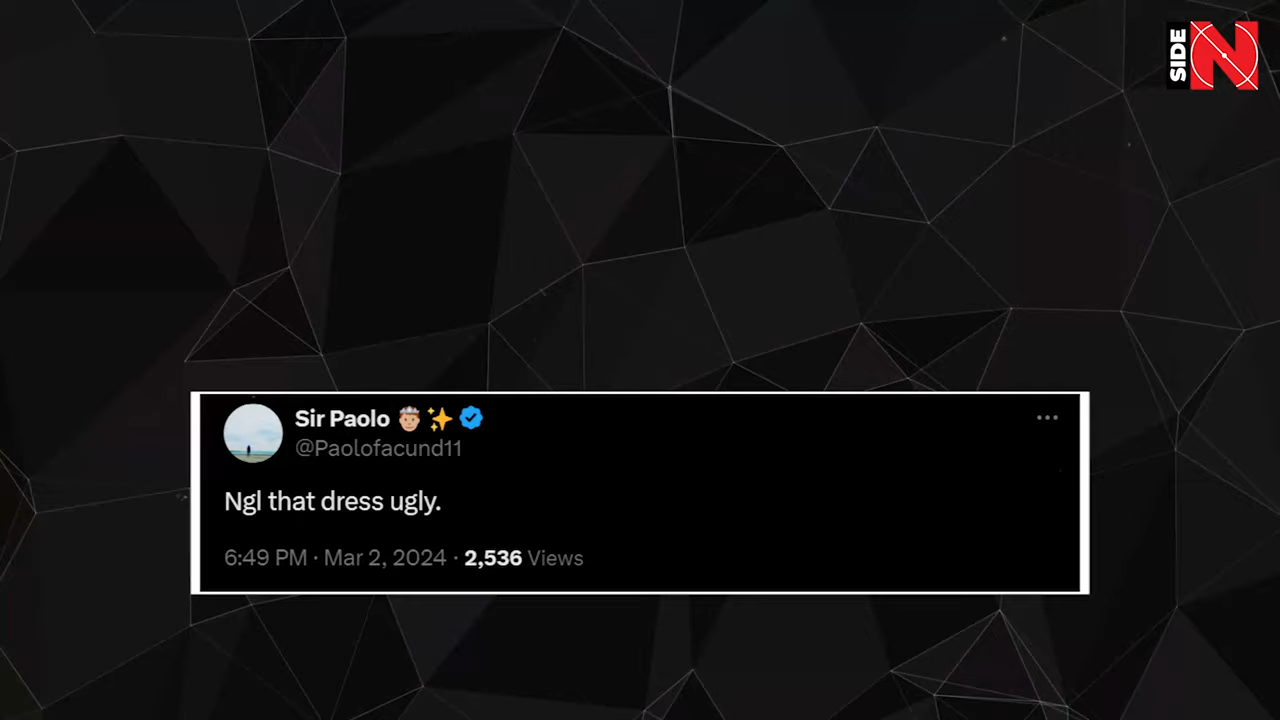 SIDE N
Sir Paolo
@Paolofacund11
Ngl that dress ugly.
6:49 PM · Mar 2, 2024 · 2,536 Views